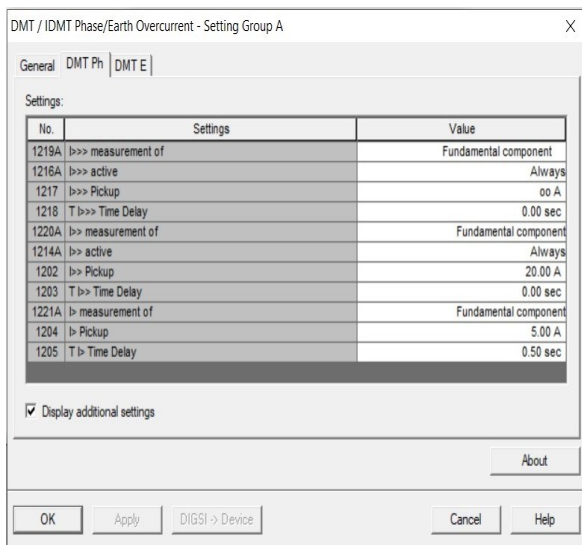 DMT / IDMT Phase/Earth Overcurrent - Setting Group A X
General DMT Ph DMT E
Settings:
No. Settings Value
1219A I>>> measurement of Fundamental component
1216A I>>> active Always
1217 I>>> Pickup oo A
1218 T I>>> Time Delay 0.00 sec
1220A I>> measurement of Fundamental component
1214A I>> active Always
1202 I>> Pickup 20.00 A
1203 T I>> Time Delay 0.00 sec
1221A I> measurement of Fundamental component
1204 I> Pickup 5.00 A
1205 T I> Time Delay 0.50 sec
Display additional settings
About
OK Apply DIGSI -> Device Cancel Help